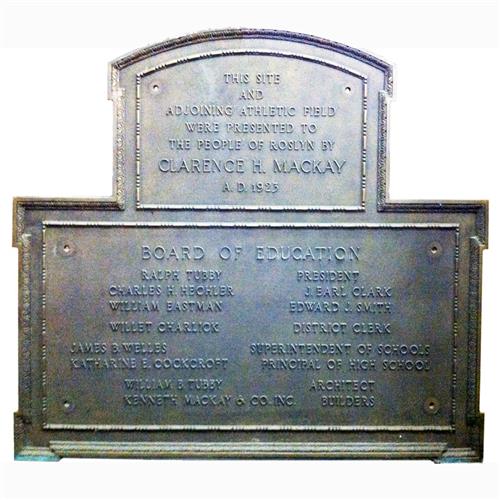 THIS SITE
AND
ADJOINING ATHLETIC FIELD
WERE PRESENTED TO
THE PEOPLE OF ROSLYN BY
CLARENCE H. MACKAY
A. D. 1925
BOARD OF EDUCATION
RALPH TUBBY PRESIDENT
CHARLES H. HECHLER J. EARL CLARK
WILLIAM EASTMAN EDWARD J. SMITH
WILLET CHARLICK DISTRICT CLERK
JAMES B. WELLES SUPERINTENDENT OF SCHOOLS
KATHARINE E. COCKCROFT PRINCIPAL OF HIGH SCHOOL
WILLIAM B. TUBBY ARCHITECT
KENNETH MACKAY & CO. INC. BUILDERS